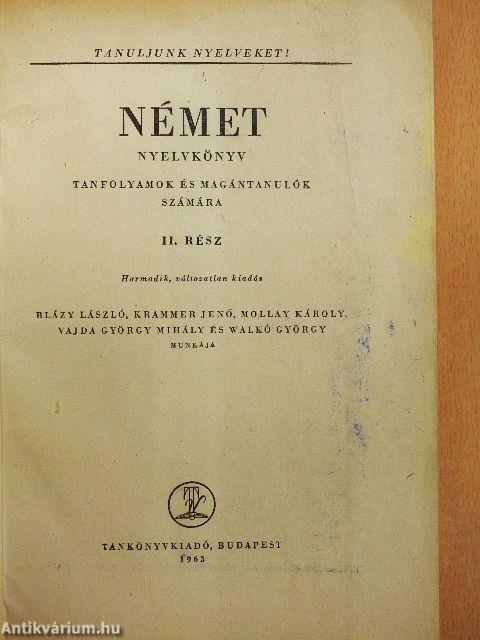 TANULJUNK NYELVEKET!
NÉMET
NYELVKÖNYV
TANFOLYAMOK ÉS MAGÁNTANULÓK
SZÁMÁRA
II. RÉSZ
Harmadik, változatlan kiadás
BLÁZY LÁSZLÓ, KRAMMER JENŐ, MOLLAY KÁROLY,
VAJDA GYÖRGY MIHÁLY ÉS WALKÓ GYÖRGY
MUNKÁJA
TANKÖNYVKIADÓ, BUDAPEST
1963
Antikvárium.hu